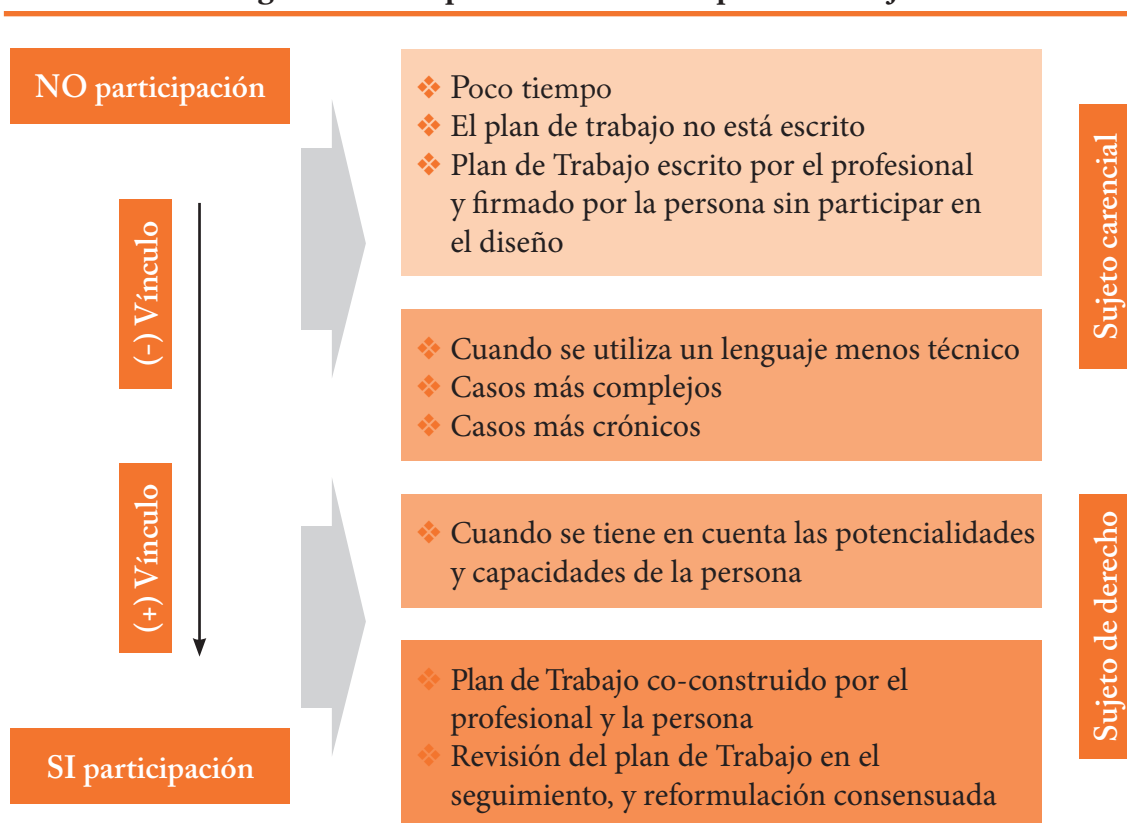 NO participación
(-) Vínculo
(+) Vínculo
SI participación
❖ Poco tiempo
❖ El plan de trabajo no está escrito
❖ Plan de Trabajo escrito por el profesional
y firmado por la persona sin participar en
el diseño
❖ Cuando se utiliza un lenguaje menos técnico
❖ Casos más complejos
❖ Casos más crónicos
❖ Cuando se tiene en cuenta las potencialidades
y capacidades de la persona
❖ Plan de Trabajo co-construido por el
profesional y la persona
❖ Revisión del plan de Trabajo en el
seguimiento, y reformulación consensuada
Sujeto carencial
Sujeto de derecho